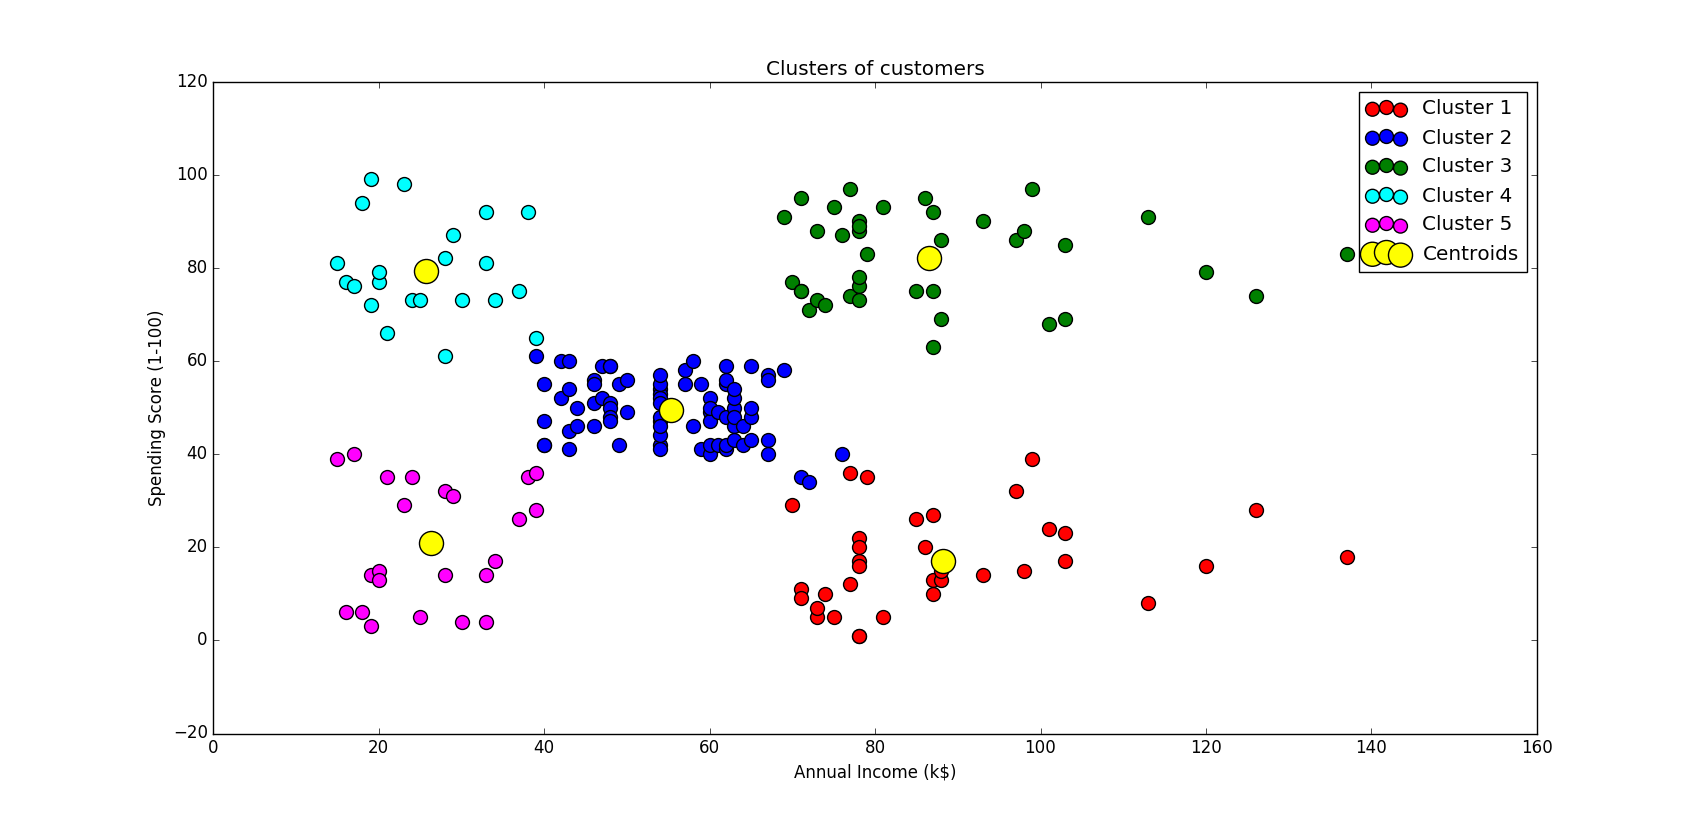 Clusters of customers
120
100
80
60
40
20
0
−20
Spending Score (1-100)
0 20 40 60 80 100 120 140 160
Annual Income (k$)
Cluster 1
Cluster 2
Cluster 3
Cluster 4
Cluster 5
Centroids